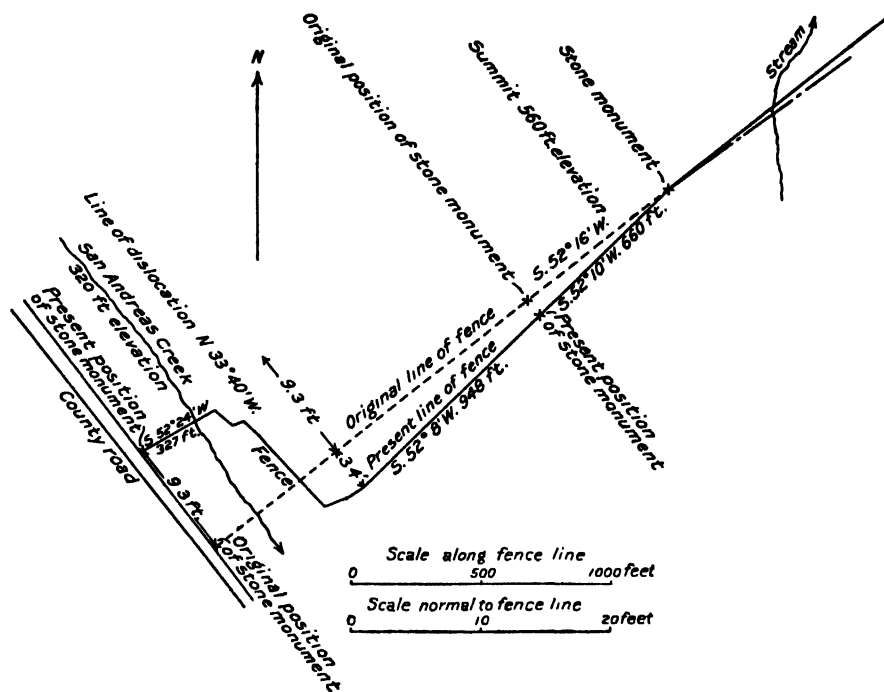 N
Original position of stone monument
Summit 560 ft. elevation
Stone monument
Stream
Line of dislocation N 33°40' W.
San Andreas Creek
320 ft elevation
Present position
of stone monument
County road
S. 52° 24' W
327 ft.
9.3 ft.
Fence
9.3 ft
3.4'
Original line of fence
S. 52° 16' W.
Present line of fence
S. 52° 8' W. 948 ft.
S. 52° 10' W. 660 ft.
Present position
of stone monument
Original position
of stone monument
Scale along fence line
0 500 1000 feet
Scale normal to fence line
0 10 20 feet